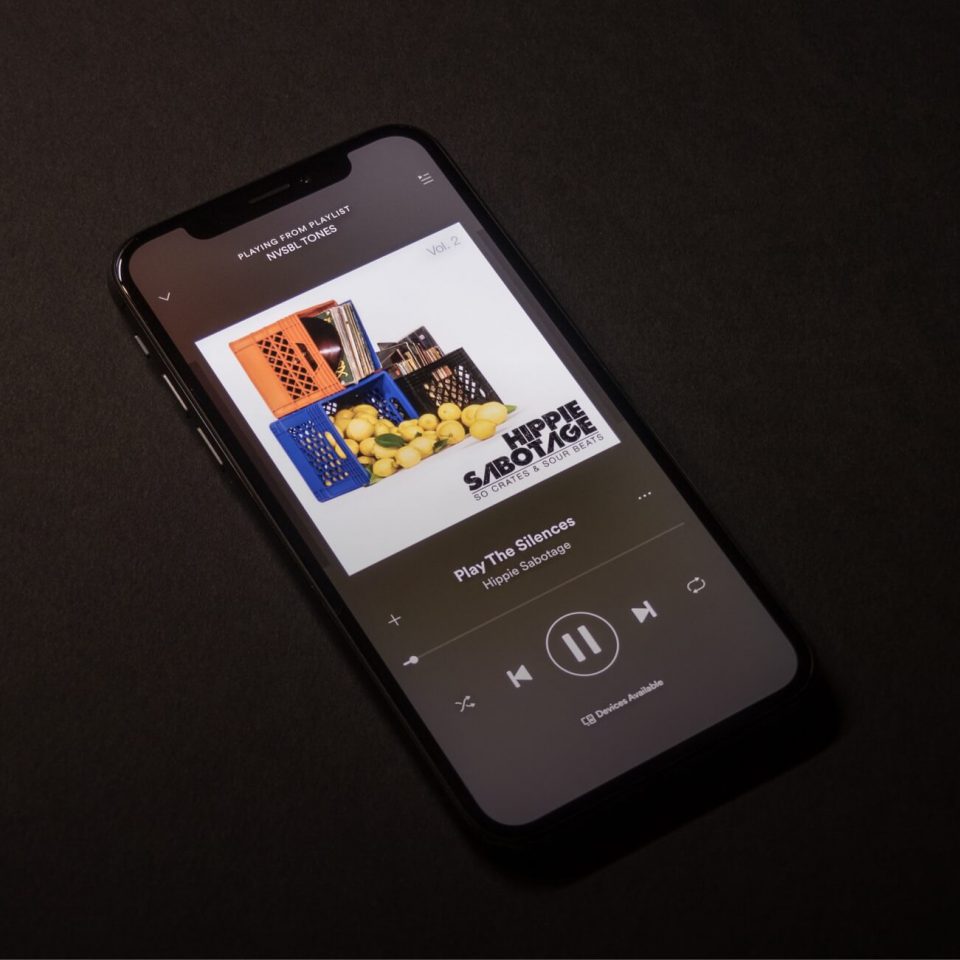 PLAYING FROM PLAYLIST
NVSBL TONES
Vol. 2
HIPPIE
SABOTAGE
SO CRATES & SOUR BEATS
Play The Silences
Hippie Sabotage
Devices Available